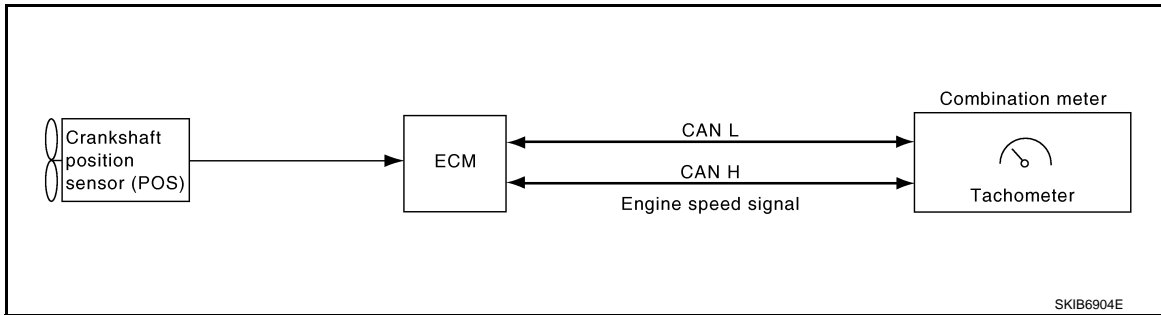 Crankshaft
position
sensor (POS)
ECM
CAN L
CAN H
Engine speed signal
Combination meter
Tachometer
SKIB6904E